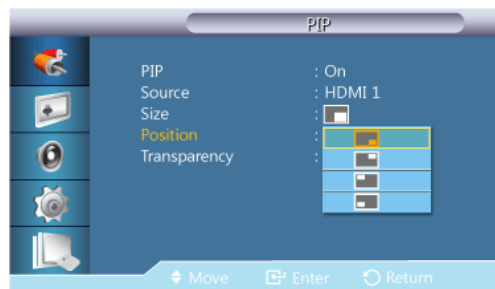 PIP
PIP : On
Source : HDMI 1
Size :
Position :
Transparency :
Move Enter Return